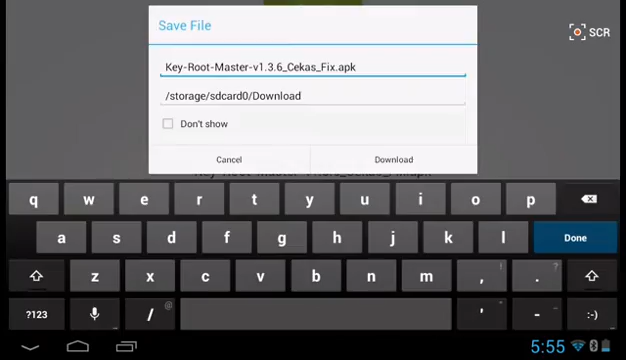 Save File
SCR
Key-Root-Master-v1.3.6_Cekas_Fix.apk
/storage/sdcard0/Download
Don't show
Cancel
Download
q w e r t y u i o p
a s d f g h j k l Done
z x c v b n m , ! . ?
?123 / @ ' - :-)
5:55